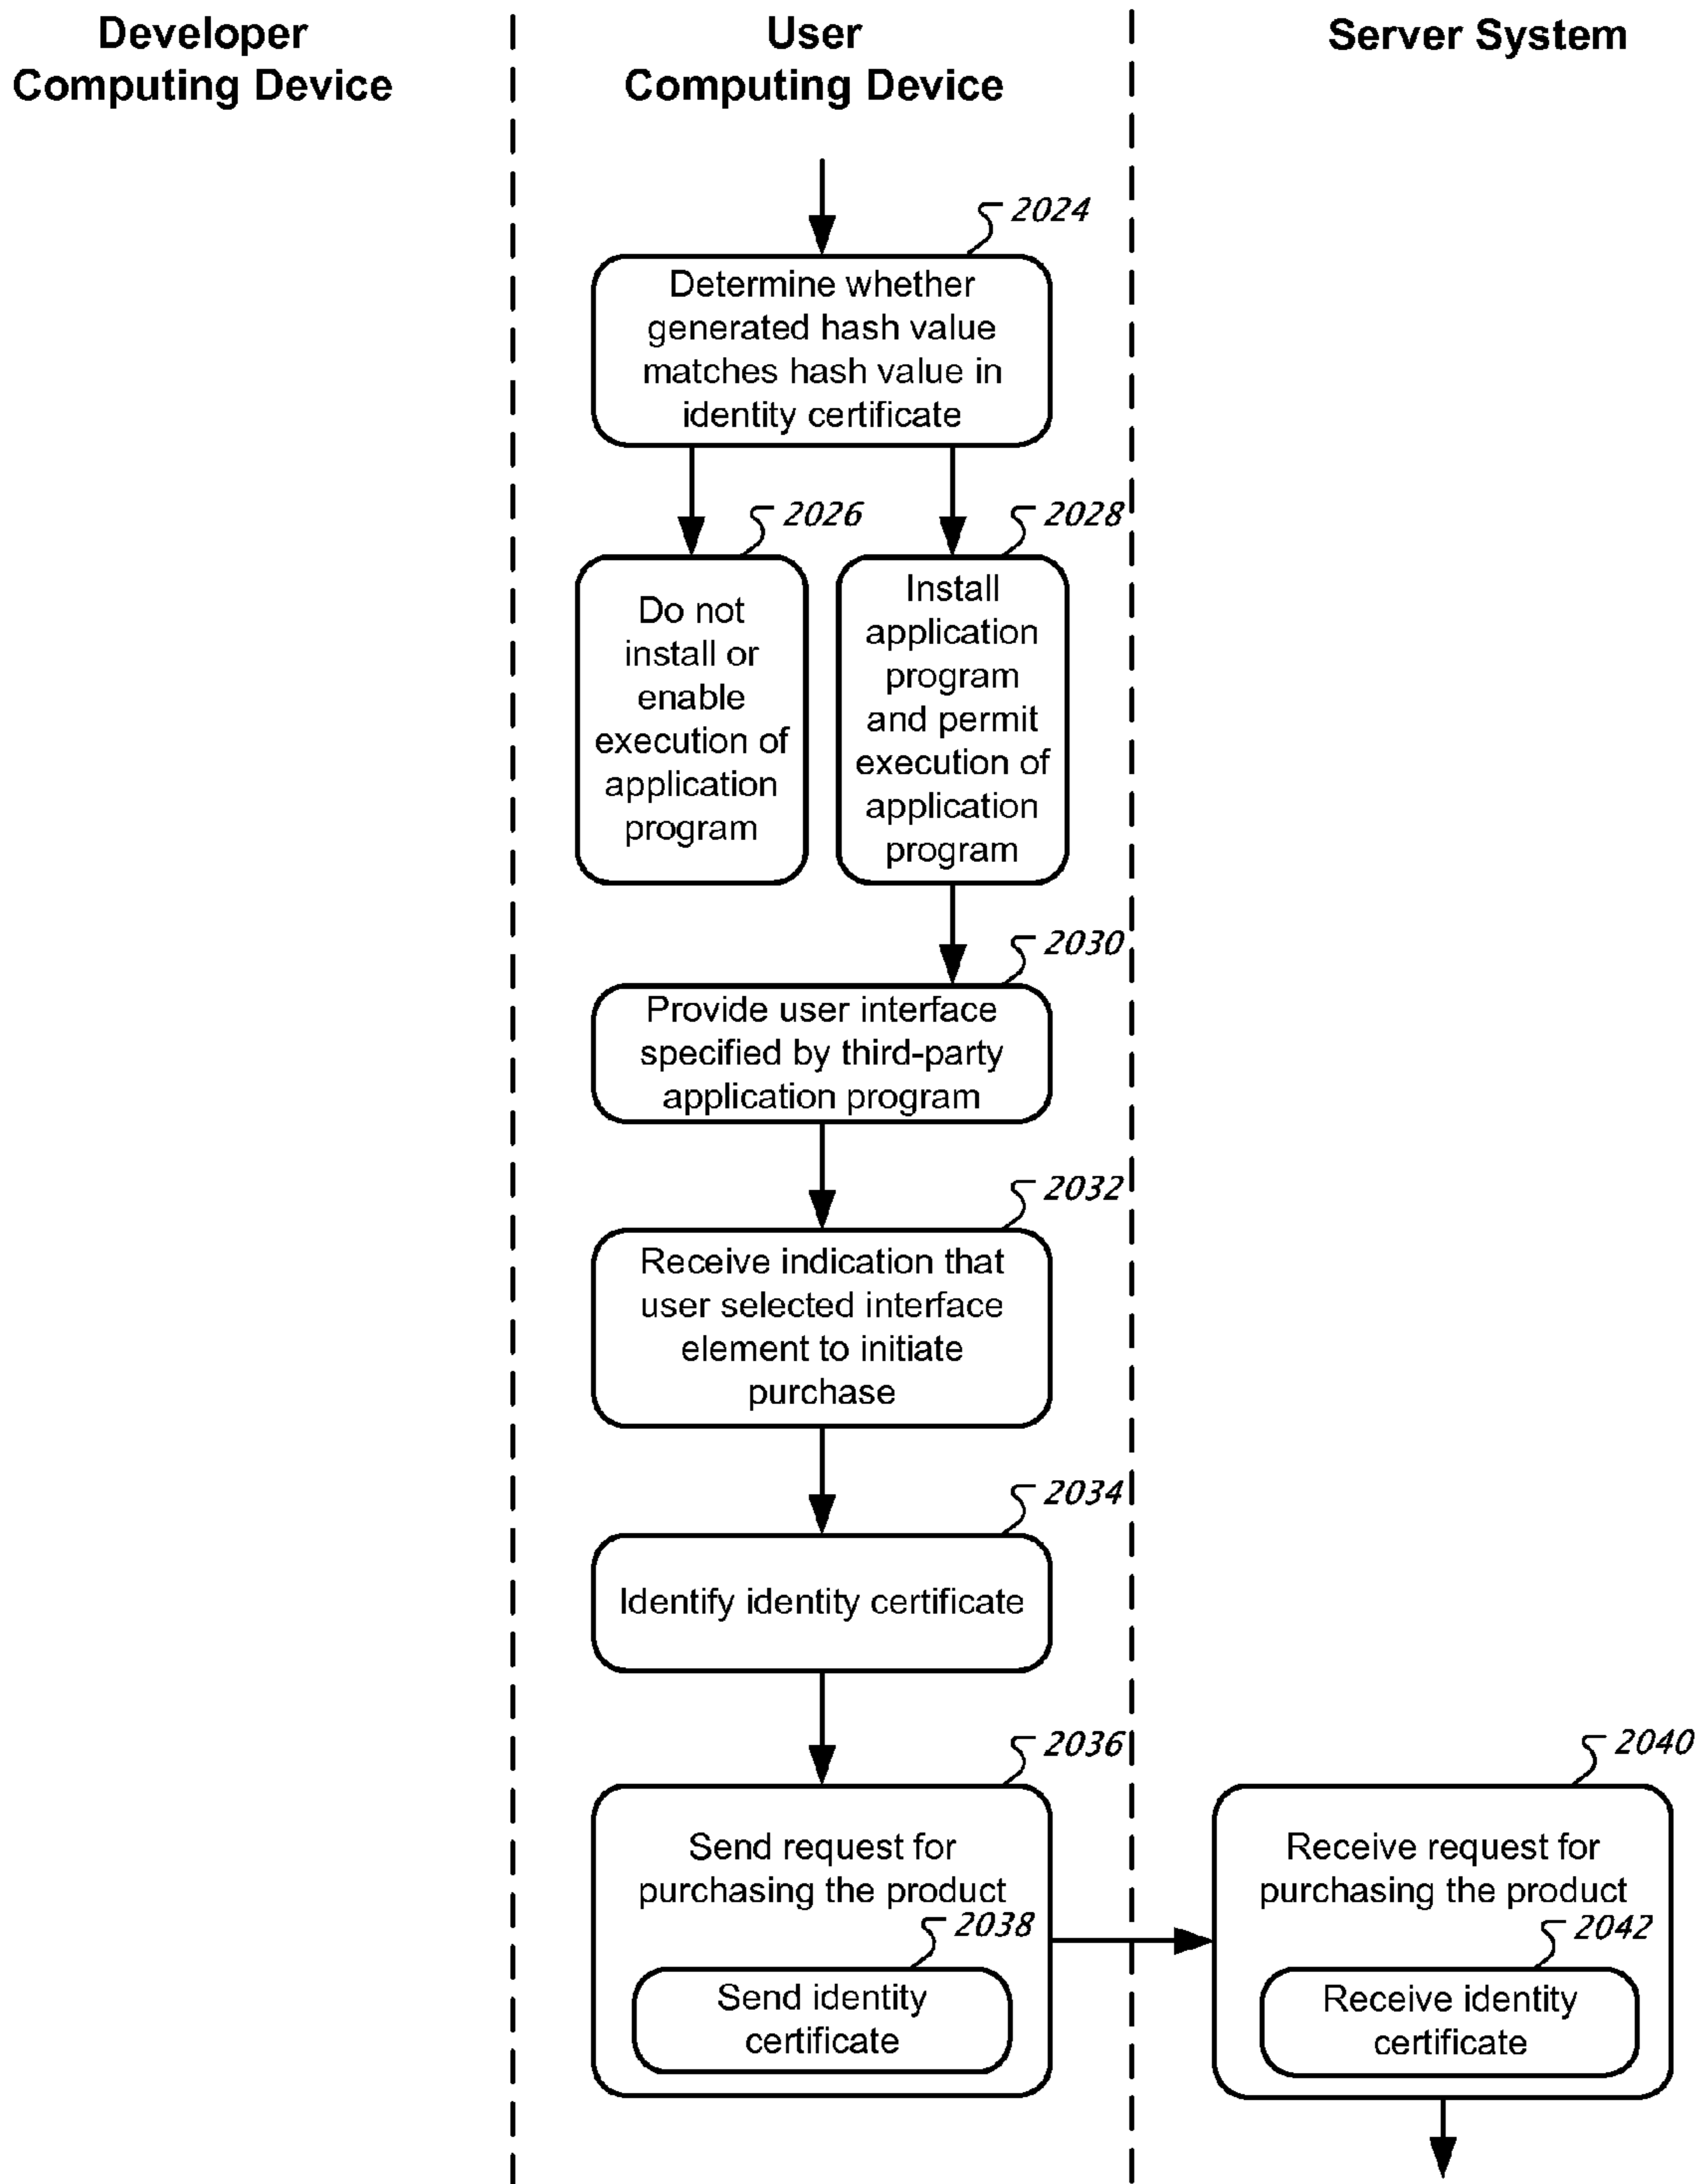 Developer
Computing Device
User
Computing Device
Server System
2024
Determine whether
generated hash value
matches hash value in
identity certificate
2026
Do not
install or
enable
execution of
application
program
2028
Install
application
program
and permit
execution of
application
program
2030
Provide user interface
specified by third-party
application program
2032
Receive indication that
user selected interface
element to initiate
purchase
2034
Identify identity certificate
2036
Send request for
purchasing the product
2038
Send identity
certificate
2040
Receive request for
purchasing the product
2042
Receive identity
certificate